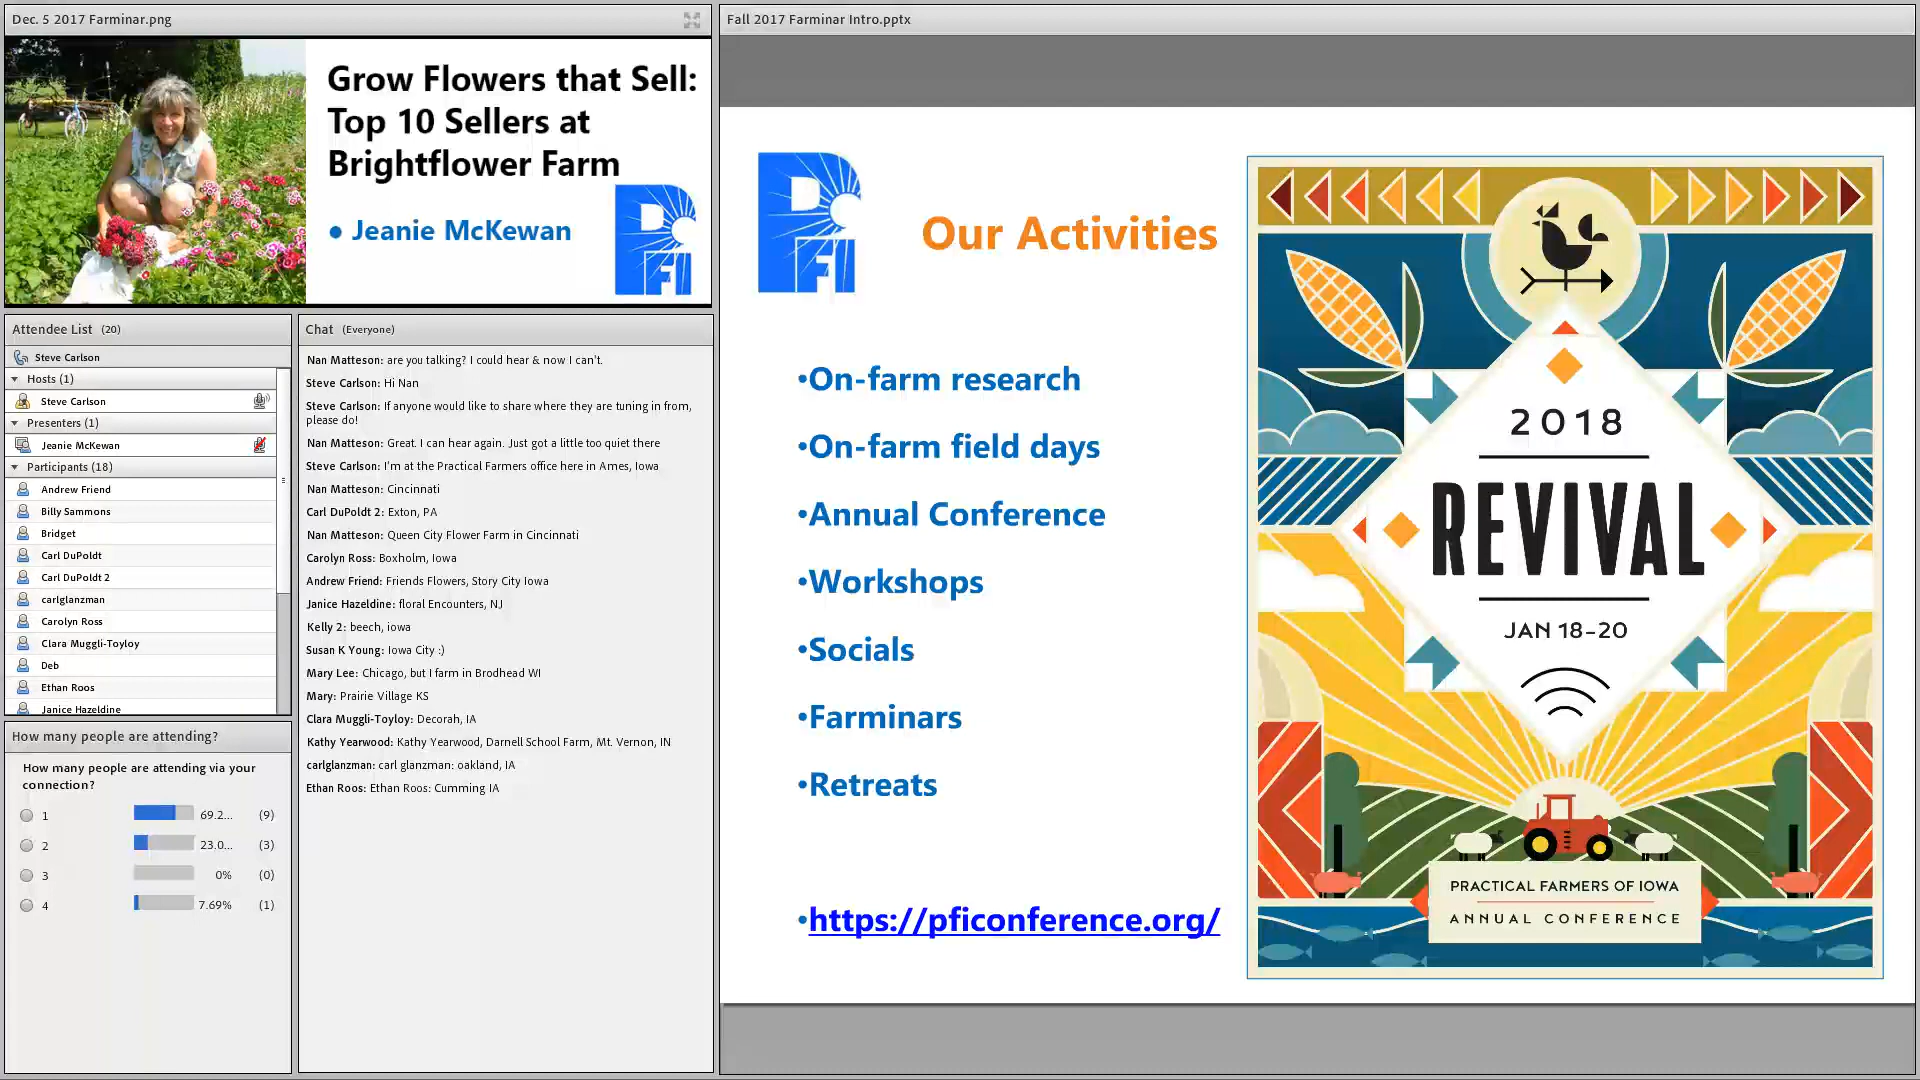 Dec. 5 2017 Farminar.png
Grow Flowers that Sell:
Top 10 Sellers at
Brightflower Farm
• Jeanie McKewan
PFI
Attendee List (20)
Steve Carlson
Hosts (1)
Steve Carlson
Presenters (1)
Jeanie McKewan
Participants (18)
Andrew Friend
Billy Sammons
Bridget
Carl DuPoldt
Carl DuPoldt 2
carlglanzman
Carolyn Ross
Clara Muggli-Toyloy
Deb
Ethan Roos
Janice Hazeldine
How many people are attending?
How many people are attending via your
connection?
1 69.2... (9)
2 23.0... (3)
3 0% (0)
4 7.69% (1)
Chat (Everyone)
Nan Matteson: are you talking? I could hear & now I can't.
Steve Carlson: Hi Nan
Steve Carlson: If anyone would like to share where they are tuning in from,
please do!
Nan Matteson: Great. I can hear again. Just got a little too quiet there
Steve Carlson: I'm at the Practical Farmers office here in Ames, Iowa
Nan Matteson: Cincinnati
Carl DuPoldt 2: Exton, PA
Nan Matteson: Queen City Flower Farm in Cincinnati
Carolyn Ross: Boxholm, Iowa
Andrew Friend: Friends Flowers, Story City Iowa
Janice Hazeldine: floral Encounters, NJ
Kelly 2: beech, iowa
Susan K Young: Iowa City :)
Mary Lee: Chicago, but I farm in Brodhead WI
Mary: Prairie Village KS
Clara Muggli-Toyloy: Decorah, IA
Kathy Yearwood: Kathy Yearwood, Darnell School Farm, Mt. Vernon, IN
carlglanzman: carl glanzman: oakland, IA
Ethan Roos: Ethan Roos: Cumming IA
Fall 2017 Farminar Intro.pptx
PFI
Our Activities
•On-farm research
•On-farm field days
•Annual Conference
•Workshops
•Socials
•Farminars
•Retreats
•https://pficonference.org/
2018
REVIVAL
JAN 18-20
PRACTICAL FARMERS OF IOWA
ANNUAL CONFERENCE